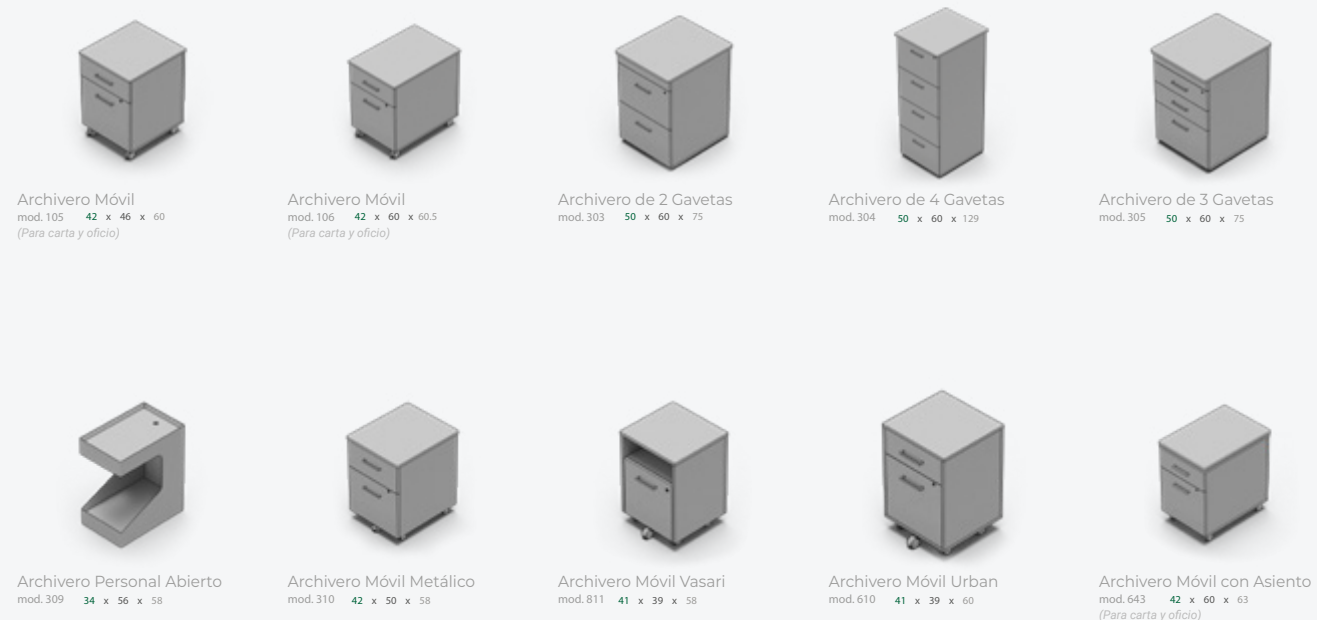 Archivero Móvil
mod. 105 42 x 46 x 60
(Para carta y oficio)
Archivero Móvil
mod. 106 42 x 60 x 60.5
(Para carta y oficio)
Archivero de 2 Gavetas
mod. 303 50 x 60 x 75
Archivero de 4 Gavetas
mod. 304 50 x 60 x 129
Archivero de 3 Gavetas
mod. 305 50 x 60 x 75
Archivero Personal Abierto
mod. 309 34 x 56 x 58
Archivero Móvil Metálico
mod. 310 42 x 50 x 58
Archivero Móvil Vasari
mod. 811 41 x 39 x 58
Archivero Móvil Urban
mod. 610 41 x 39 x 60
Archivero Móvil con Asiento
mod. 643 42 x 60 x 63
(Para carta y oficio)